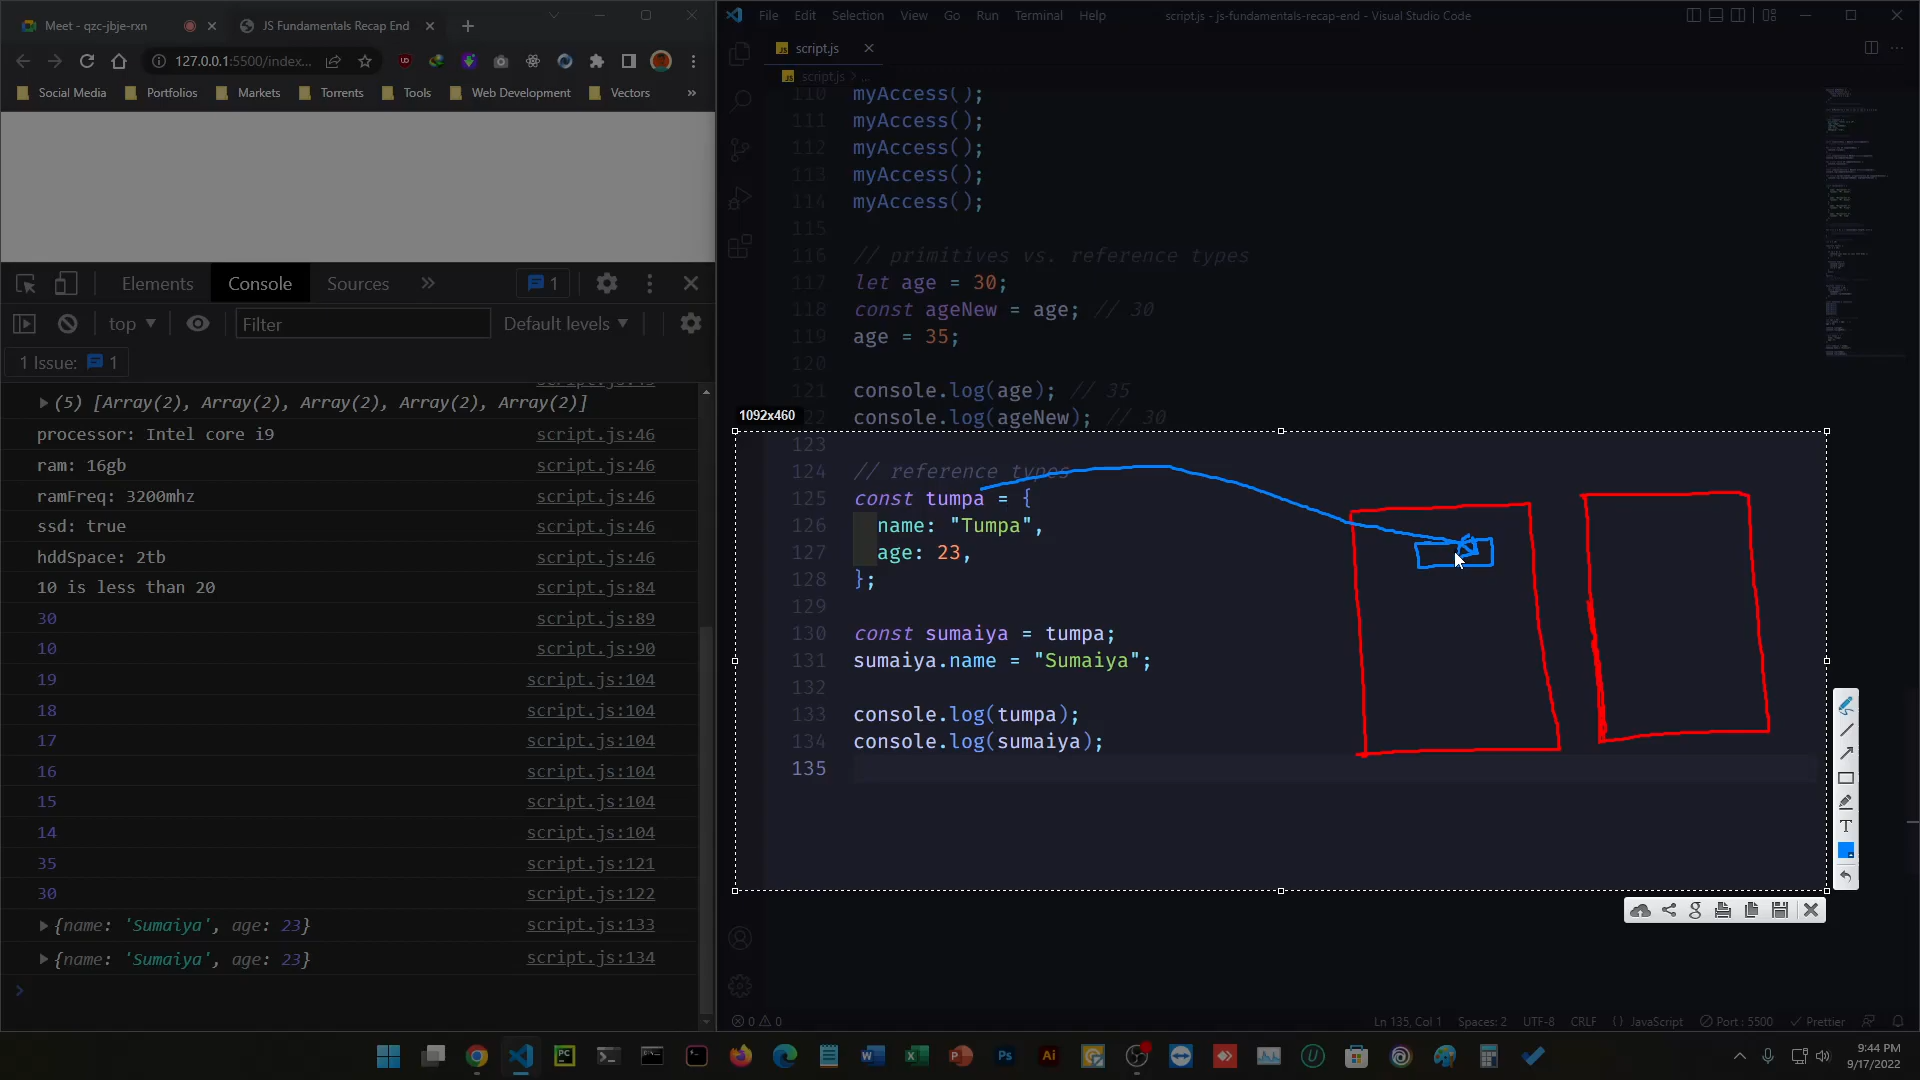 Meet - qzc-jbje-rxn
JS Fundamentals Recap End
127.0.0.1:5500/index...
Social Media
Portfolios
Markets
Torrents
Tools
Web Development
Vectors
»
Elements
Console
Sources
»
1
top
Filter
Default levels
1 Issue:
1
(5) [Array(2), Array(2), Array(2), Array(2), Array(2)]
processor: Intel core i9 script.js:46
ram: 16gb script.js:46
ramFreq: 3200mhz script.js:46
ssd: true script.js:46
hddSpace: 2tb script.js:46
10 is less than 20 script.js:84
30 script.js:89
10 script.js:90
19 script.js:104
18 script.js:104
17 script.js:104
16 script.js:104
15 script.js:104
14 script.js:104
35 script.js:121
30 script.js:122
{name: 'Sumaiya', age: 23} script.js:133
{name: 'Sumaiya', age: 23} script.js:134
File Edit Selection View Go Run Terminal Help
script.js - js-fundamentals-recap-end - Visual Studio Code
JS script.js
JS script.js > ...
110 myAccess();
111 myAccess();
112 myAccess();
113 myAccess();
114 myAccess();
115
116 // primitives vs. reference types
117 let age = 30;
118 const ageNew = age; // 30
119 age = 35;
120
121 console.log(age); // 35
1092x460
console.log(ageNew); // 30
123
124 // reference types
125 const tumpa = {
126 name: "Tumpa",
127 age: 23,
128 };
129
130 const sumaiya = tumpa;
131 sumaiya.name = "Sumaiya";
132
133 console.log(tumpa);
134 console.log(sumaiya);
135
0 0
Ln 135, Col 1
Spaces: 2
UTF-8
CRLF
{ } JavaScript
Port : 5500
Prettier
9:44 PM
9/17/2022